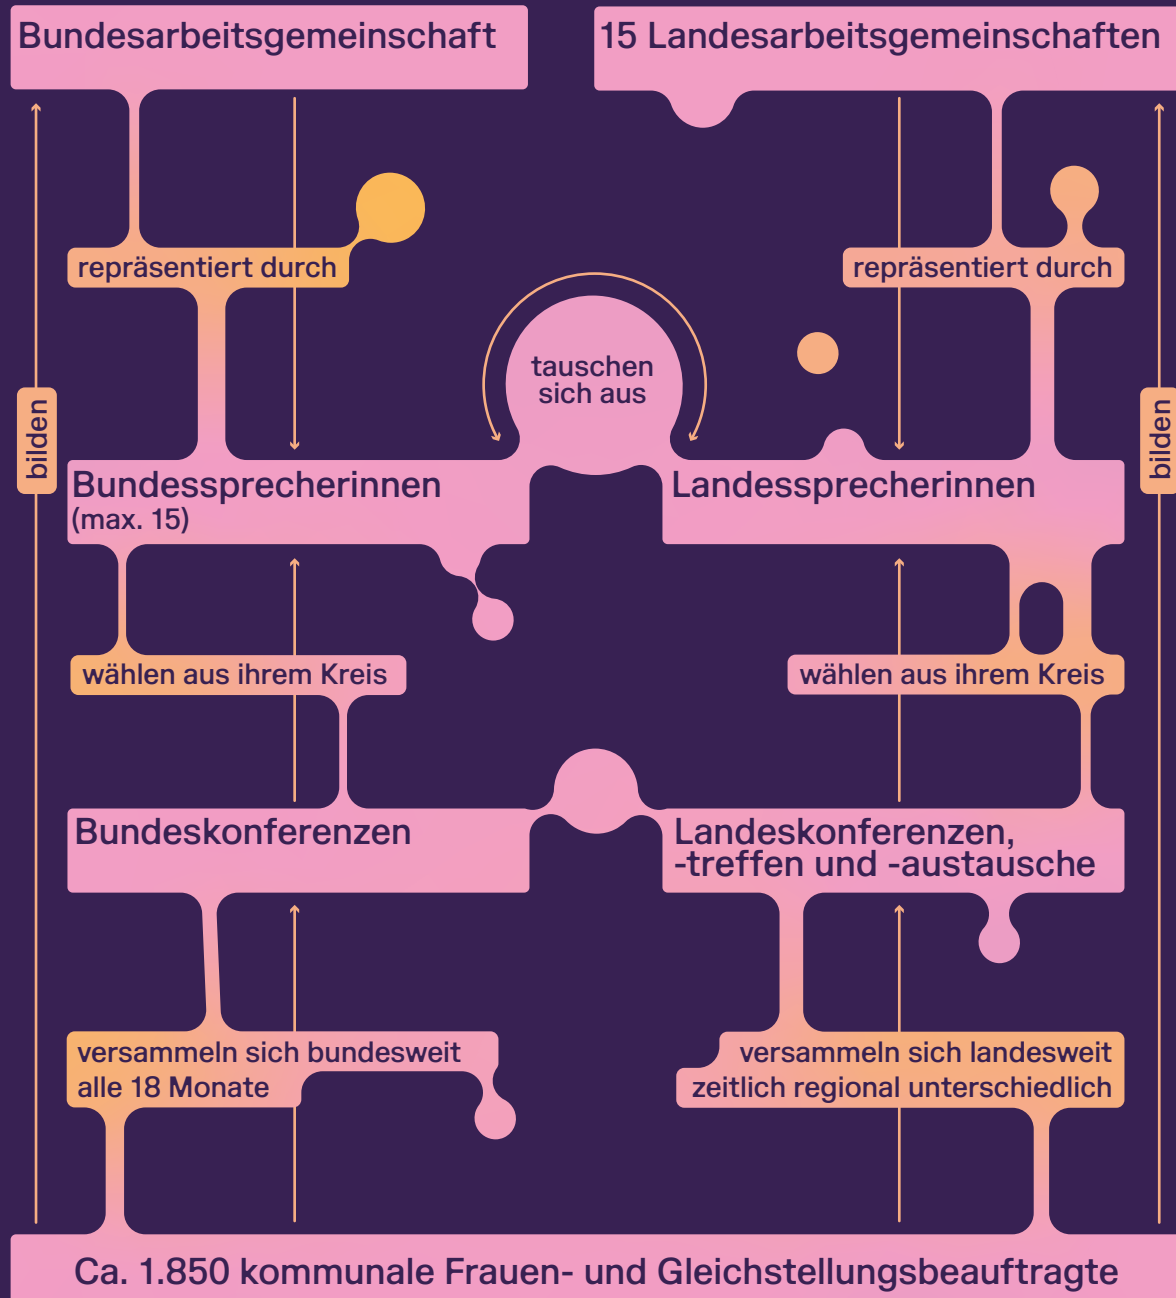 Bundesarbeitsgemeinschaft
15 Landesarbeitsgemeinschaften
repräsentiert durch
repräsentiert durch
tauschen
sich aus
bilden
bilden
Bundessprecherinnen
(max. 15)
Landessprecherinnen
wählen aus ihrem Kreis
wählen aus ihrem Kreis
Bundeskonferenzen
Landeskonferenzen,
-treffen und -austausche
versammeln sich bundesweit
alle 18 Monate
versammeln sich landesweit
zeitlich regional unterschiedlich
Ca. 1.850 kommunale Frauen- und Gleichstellungsbeauftragte